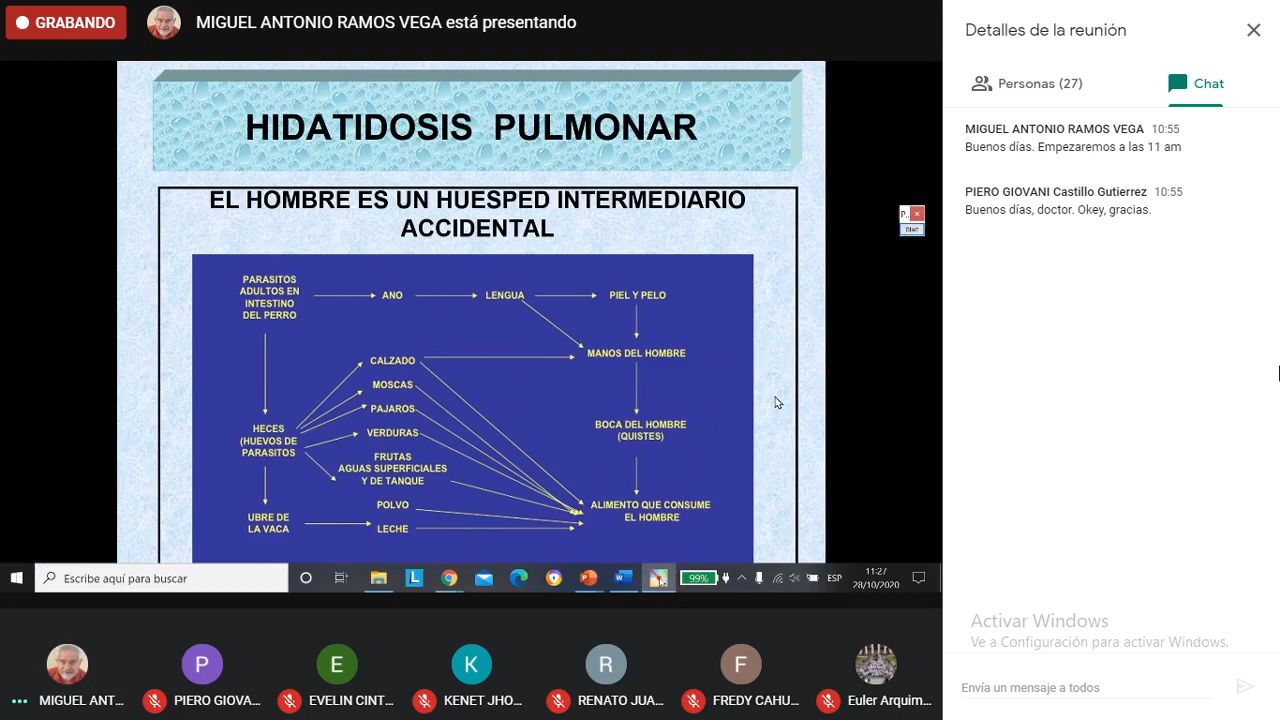 GRABANDO
MIGUEL ANTONIO RAMOS VEGA está presentando
HIDATIDOSIS PULMONAR
EL HOMBRE ES UN HUESPED INTERMEDIARIO
ACCIDENTAL
PARASITOS
ADULTOS EN
INTESTINO
DEL PERRO
ANO
LENGUA
PIEL Y PELO
MANOS DEL HOMBRE
CALZADO
MOSCAS
PAJAROS
VERDURAS
FRUTAS
AGUAS SUPERFICIALES
Y DE TANQUE
POLVO
LECHE
HECES
(HUEVOS DE
PARASITOS
UBRE DE
LA VACA
BOCA DEL HOMBRE
(QUISTES)
ALIMENTO QUE CONSUME
EL HOMBRE
P..
Start
Escribe aquí para buscar
L
99%
ESP
11:27
28/10/2020
MIGUEL ANT...
P
PIERO GIOVA...
E
EVELIN CINT...
K
KENET JHO...
R
RENATO JUA...
F
FREDY CAHU...
Euler Arquim...
Detalles de la reunión
Personas (27)
Chat
MIGUEL ANTONIO RAMOS VEGA 10:55
Buenos días. Empezaremos a las 11 am
PIERO GIOVANI Castillo Gutierrez 10:55
Buenos días, doctor. Okey, gracias.
Activar Windows
Ve a Configuración para activar Windows.
Envía un mensaje a todos